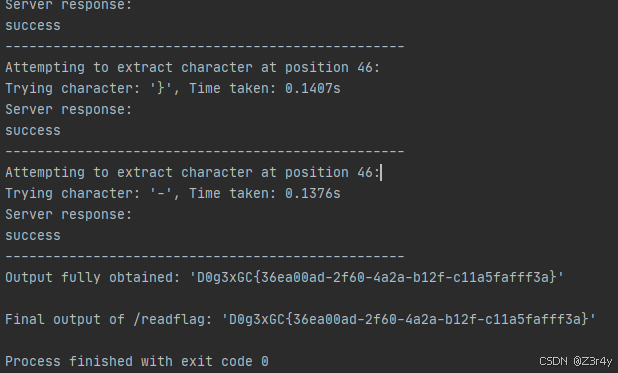 Server response:
success
--------------------------------------------------
Attempting to extract character at position 46:
Trying character: '}', Time taken: 0.1407s
Server response:
success
--------------------------------------------------
Attempting to extract character at position 46:
Trying character: '-', Time taken: 0.1376s
Server response:
success
--------------------------------------------------
Output fully obtained: 'D0g3xGC{36ea00ad-2f60-4a2a-b12f-c11a5fafff3a}'
Final output of /readflag: 'D0g3xGC{36ea00ad-2f60-4a2a-b12f-c11a5fafff3a}'
Process finished with exit code 0
CSDN @Z3r4y